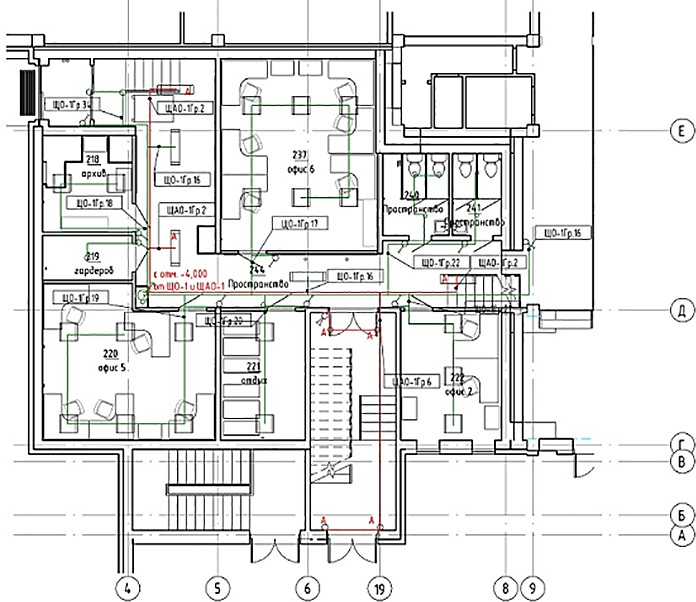 ЩО-1Гр.34
ЩАО-1Гр.2
А
Е
218
архив
237
офис 6
ЩО-1Гр.16
ЩО-1Гр.18
ЩАО-1Гр.2
240
Пространство
241
Пространство
ЩО-1Гр.17
ЩО-1Гр.16
А
219
гардероб
с отм. -4,000
от ЩО-1 и ЩАО-1
244
Пространство
ЩО-1Гр.16
ЩО-1Гр.22
ЩАО-1Гр.2
ЩО-1Гр.19
ЩО-1Гр.20
Д
А
А
220
офис 5
221
отдых
ЩАО-1Гр.6
222
офис 2
Г
В
А
А
Б
А
4
5
6
19
8
9